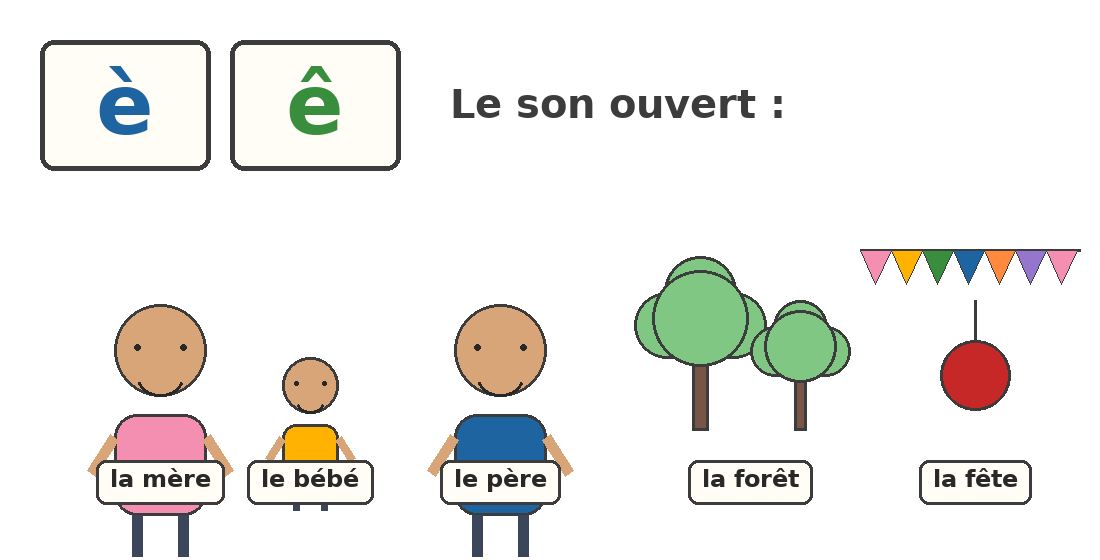 è ê Le son ouvert :
la mère le bébé le père la forêt la fête